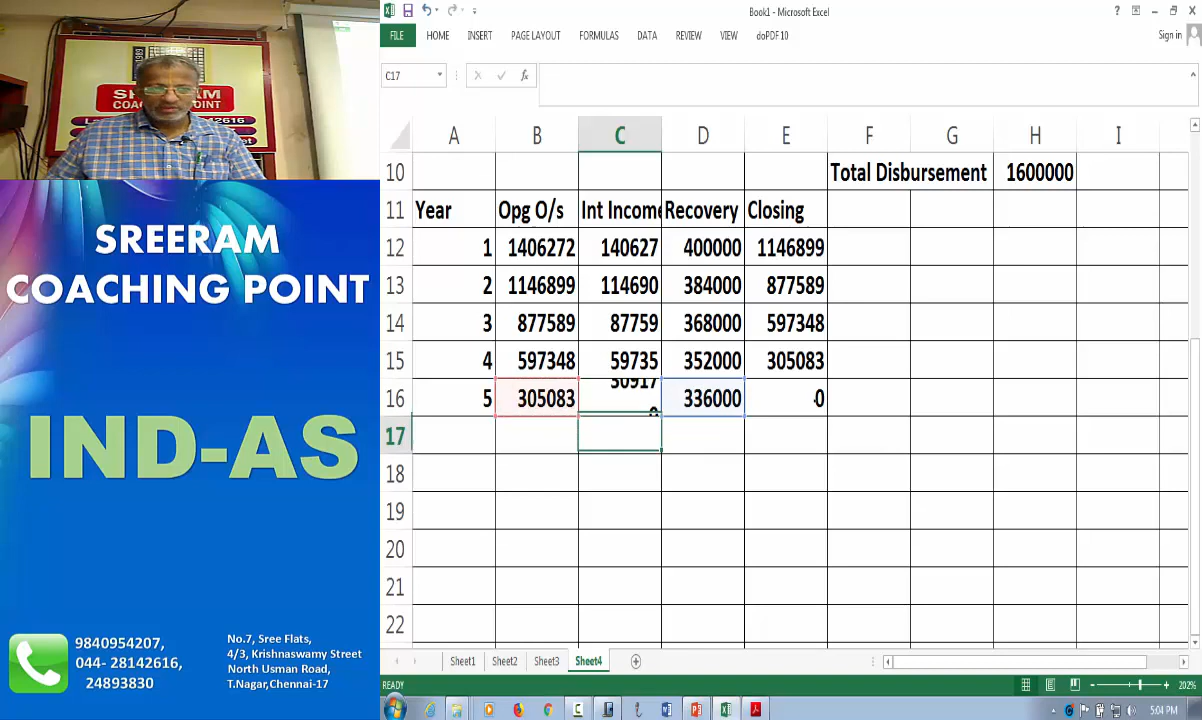 Book1 - Microsoft Excel
FILE HOME INSERT PAGE LAYOUT FORMULAS DATA REVIEW VIEW doPDF 10
Sign in
C17
A B C D E F G H I
10 Total Disbursement 1600000
11 Year Opg O/s Int Income Recovery Closing
12 1 1406272 140627 400000 1146899
13 2 1146899 114690 384000 877589
14 3 877589 87759 368000 597348
15 4 597348 59735 352000 305083
16 5 305083 30917 336000 0
17
18
19
20
21
22
Sheet1 Sheet2 Sheet3 Sheet4
READY
202%
5:04 PM
1989
COACHING POINT
SREERAM
COACHING POINT
IND-AS
9840954207,
044- 28142616,
24893830
No.7, Sree Flats,
4/3, Krishnaswamy Street
North Usman Road,
T.Nagar,Chennai-17